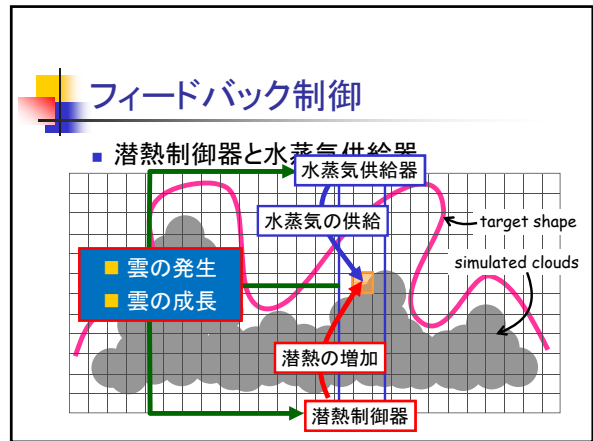 フィードバック制御
潜熱制御器と水蒸気供給器
水蒸気供給器
水蒸気の供給
target shape
simulated clouds
雲の発生
雲の成長
潜熱の増加
潜熱制御器